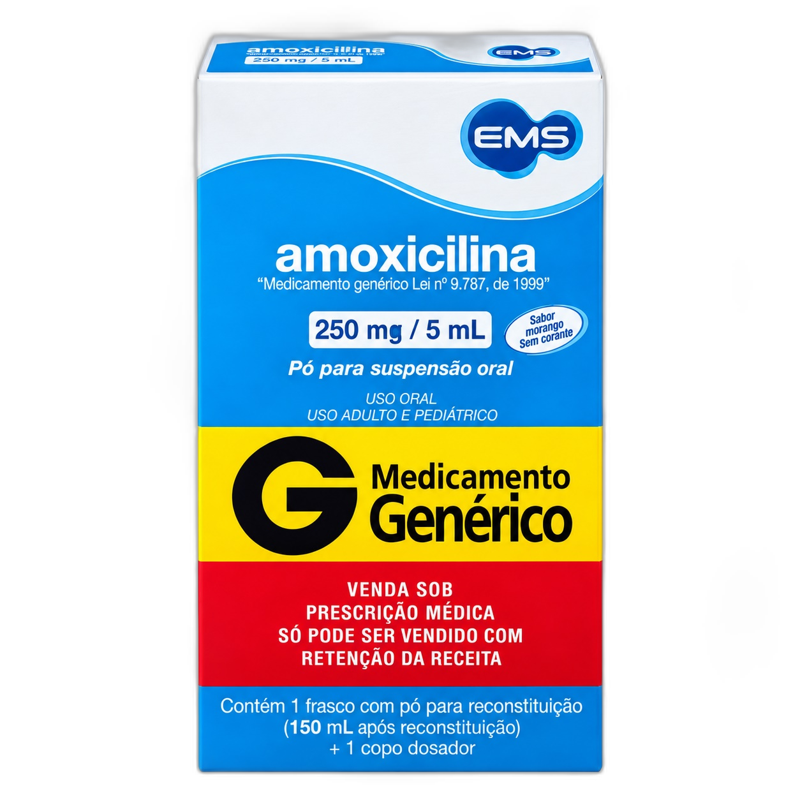 amoxicilina
250 mg / 5 mL
EMS
EMS
amoxicilina
“Medicamento genérico Lei nº 9.787, de 1999”
250 mg / 5 mL
Sabor
morango
Sem corante
Pó para suspensão oral
USO ORAL
USO ADULTO E PEDIÁTRICO
G
Medicamento
Genérico
VENDA SOB
PRESCRIÇÃO MÉDICA
SÓ PODE SER VENDIDO COM
RETENÇÃO DA RECEITA
Contém 1 frasco com pó para reconstituição
(150 mL após reconstituição)
+ 1 copo dosador